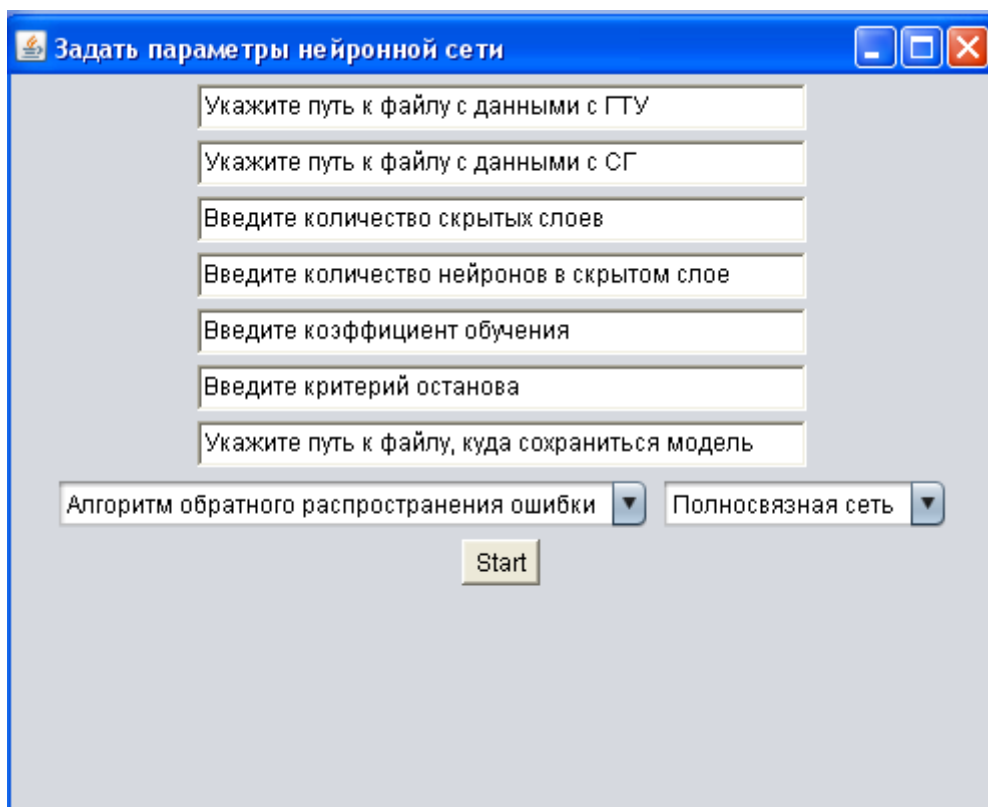 Задать параметры нейронной сети
Укажите путь к файлу с данными с ГТУ
Укажите путь к файлу с данными с СГ
Введите количество скрытых слоев
Введите количество нейронов в скрытом слое
Введите коэффициент обучения
Введите критерий останова
Укажите путь к файлу, куда сохраниться модель
Алгоритм обратного распространения ошибки Полносвязная сеть
Start